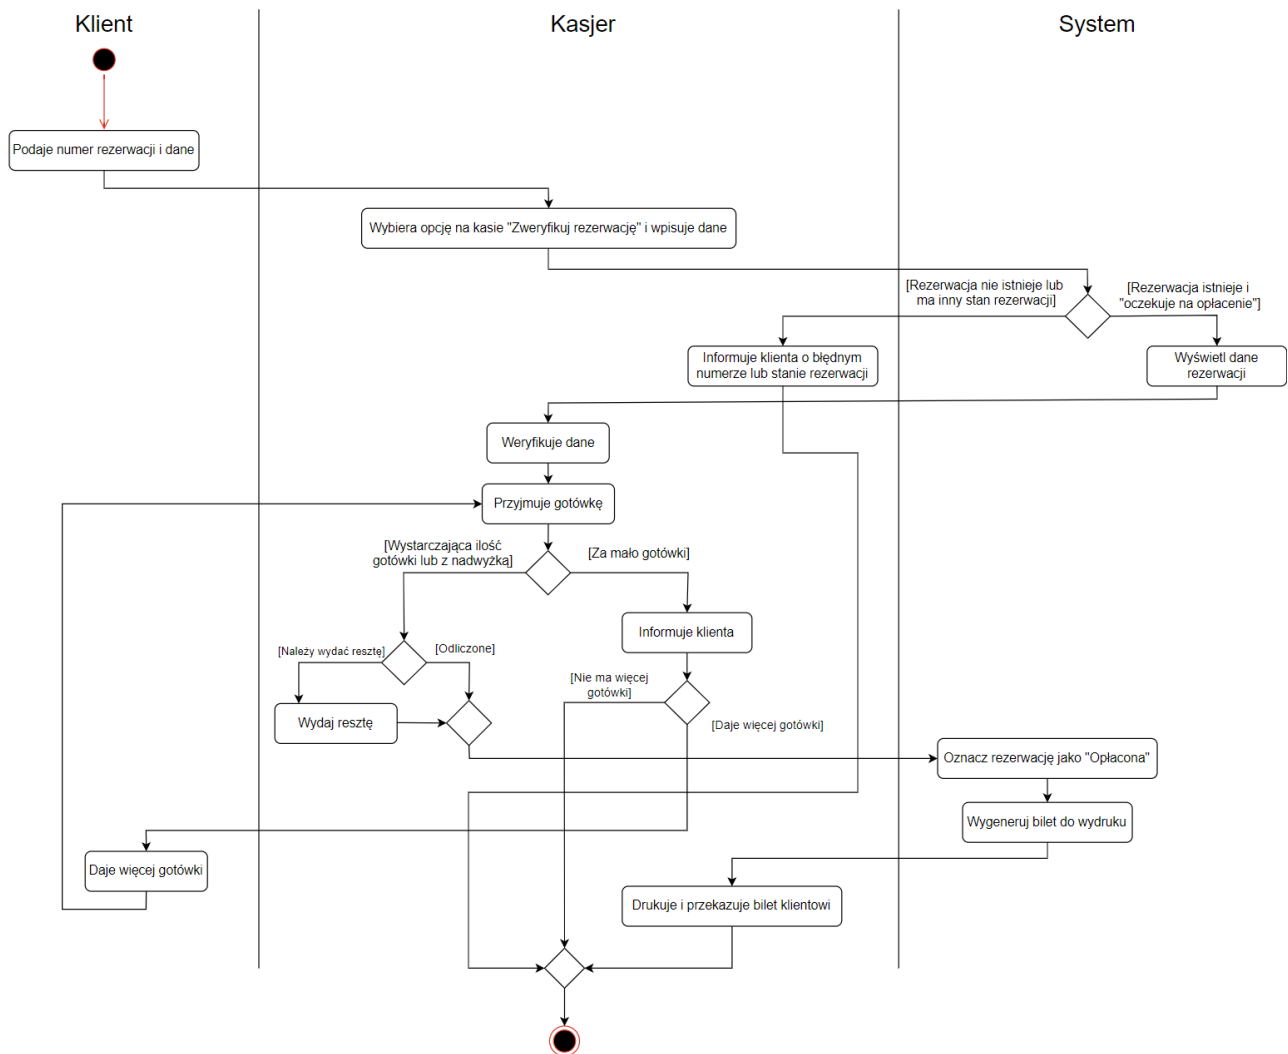 Klient
Kasjer
System
Podaje numer rezerwacji i dane
Wybiera opcję na kasie "Zweryfikuj rezerwację" i wpisuje dane
[Rezerwacja nie istnieje lub
ma inny stan rezerwacji]
[Rezerwacja istnieje i
"oczekuje na opłacenie"]
Informuje klienta o błędnym
numerze lub stanie rezerwacji
Wyświetl dane
rezerwacji
Weryfikuje dane
Przyjmuje gotówkę
[Wystarczająca ilość
gotówki lub z nadwyżką]
[Za mało gotówki]
Informuje klienta
[Należy wydać resztę]
[Odliczone]
[Nie ma więcej
gotówki]
Wydaj resztę
[Daje więcej gotówki]
Oznacz rezerwację jako "Opłacona"
Wygeneruj bilet do wydruku
Daje więcej gotówki
Drukuje i przekazuje bilet klientowi